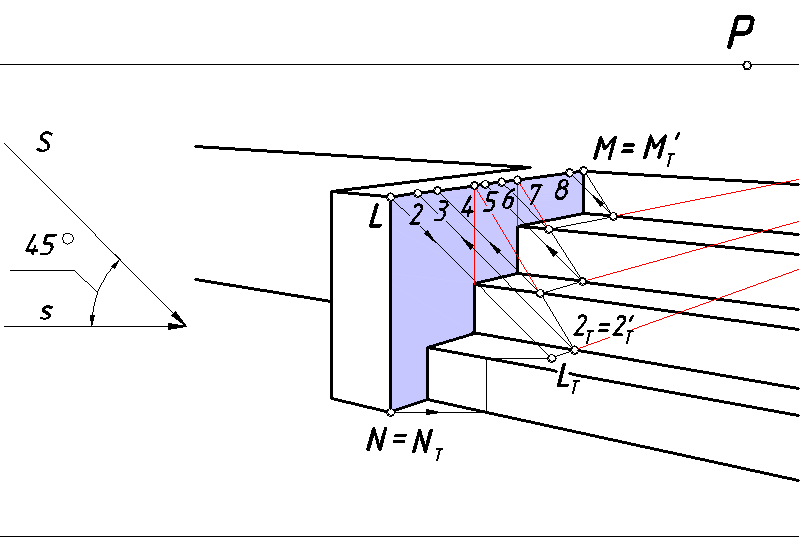 P
S
M = M'T
45°
L 2 3 4 5 6 7 8
s
2T = 2'T
LT
N = NT